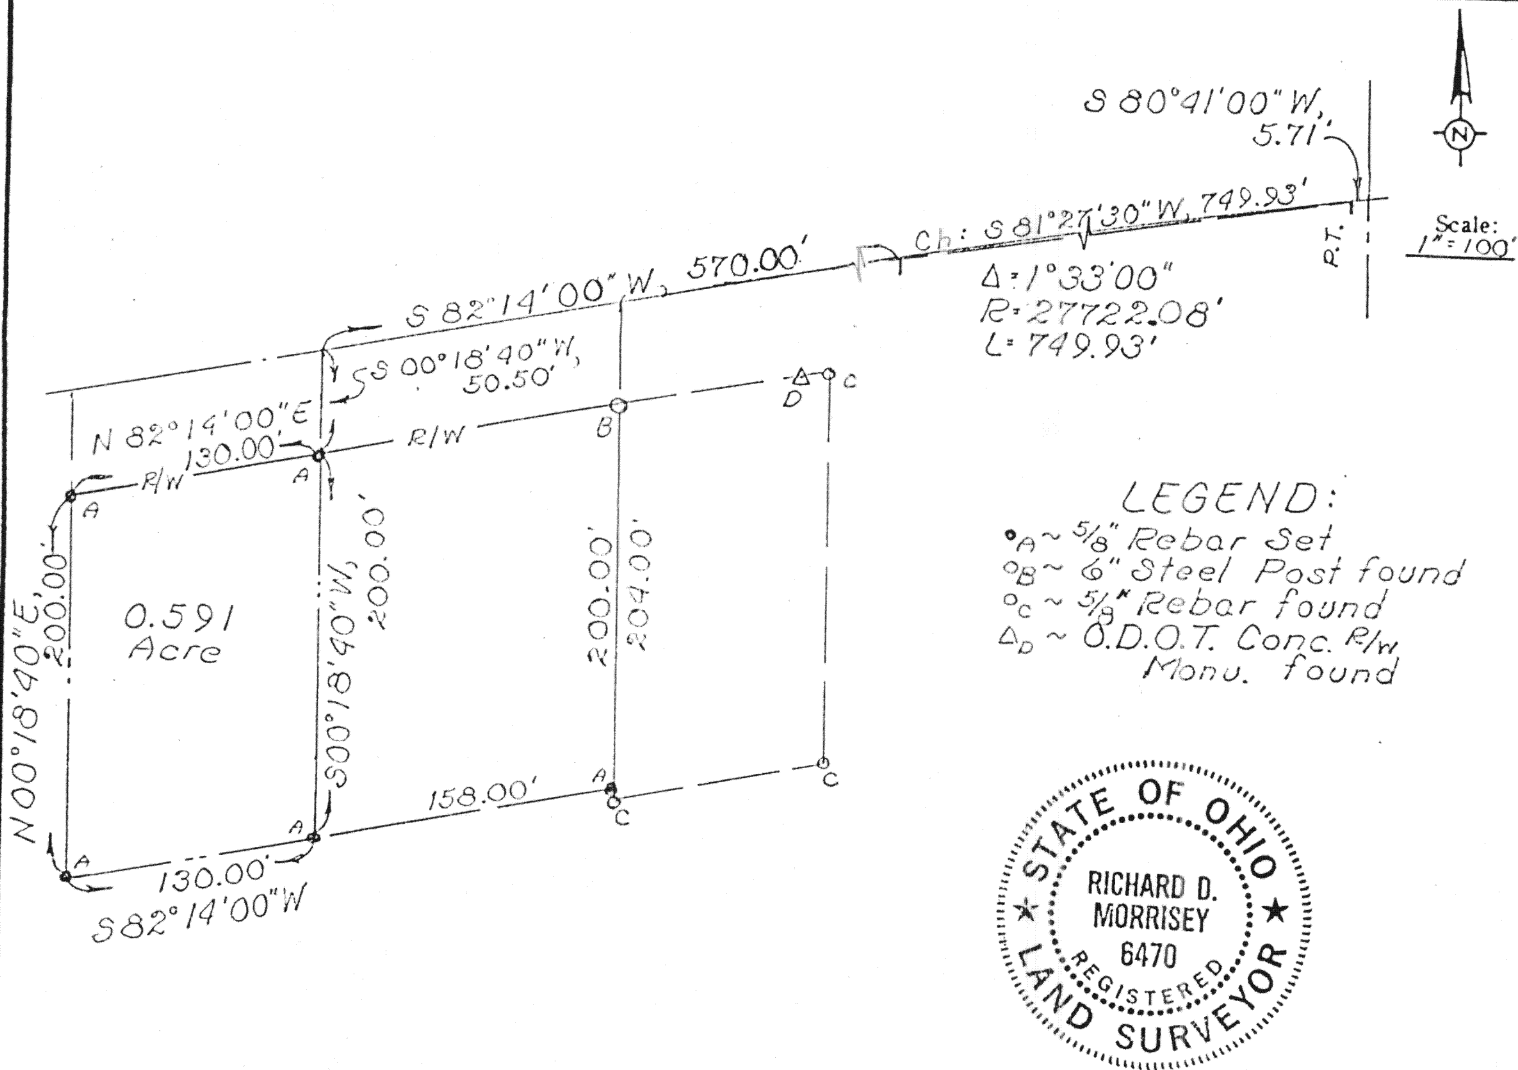 S 80°41'00" W,
5.71'
N
Scale:
1"=100'
Ch: S 81°27'30" W, 749.93'
P.T.
Δ=1°33'00"
R=27722.08'
L=749.93'
S 82°14'00" W, 570.00'
S 00°18'40" W,
50.50'
N 82°14'00" E
130.00'
R/W
R/W
A
A
B
D
C
N 00°18'40" E,
200.00'
0.591
Acre
S00°18'40"W,
200.00'
200.00'
204.00'
LEGEND:
A ~ 5/8" Rebar Set
B ~ 6" Steel Post found
C ~ 5/8" Rebar found
Δ D ~ O.D.O.T. Conc. R/W
Monu. found
158.00'
A
C
C
A
A
130.00'
S82°14'00"W
STATE OF OHIO
RICHARD D.
MORRISEY
6470
REGISTERED
LAND SURVEYOR